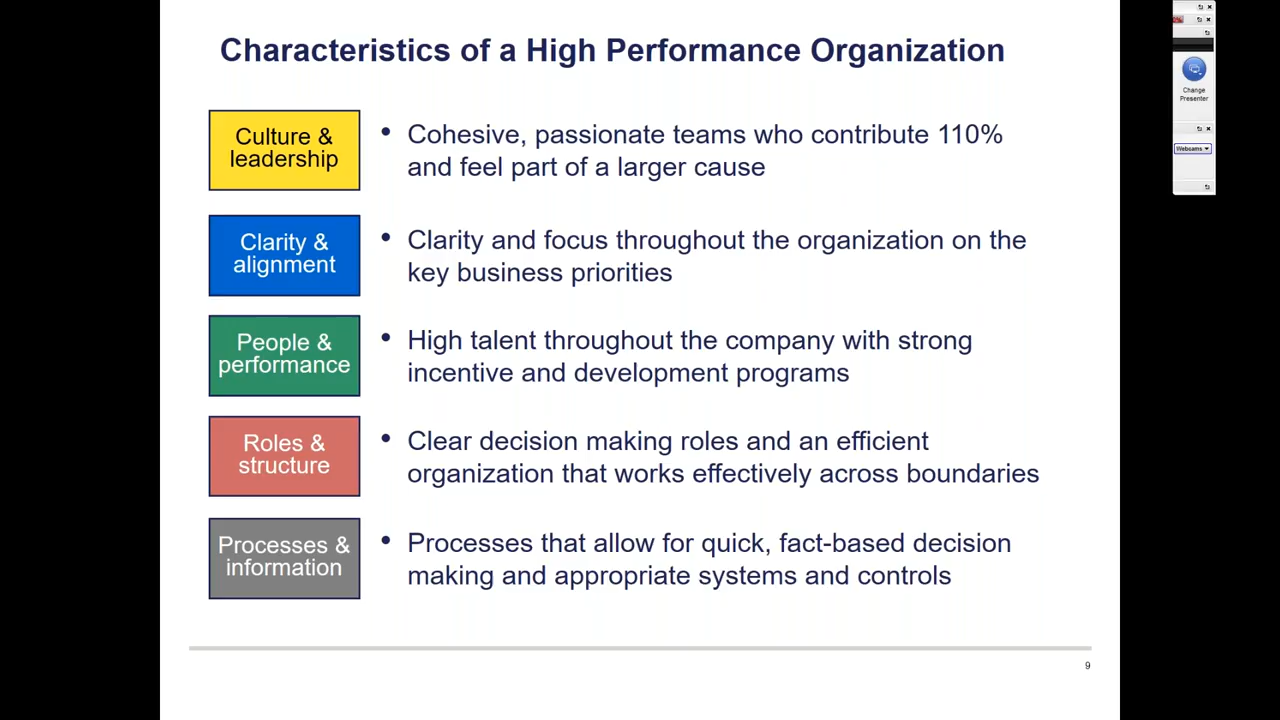 Characteristics of a High Performance Organization
Culture &
leadership
• Cohesive, passionate teams who contribute 110%
and feel part of a larger cause
Clarity &
alignment
• Clarity and focus throughout the organization on the
key business priorities
People &
performance
• High talent throughout the company with strong
incentive and development programs
Roles &
structure
• Clear decision making roles and an efficient
organization that works effectively across boundaries
Processes &
information
• Processes that allow for quick, fact-based decision
making and appropriate systems and controls
9
Change
Presenter
Webcams